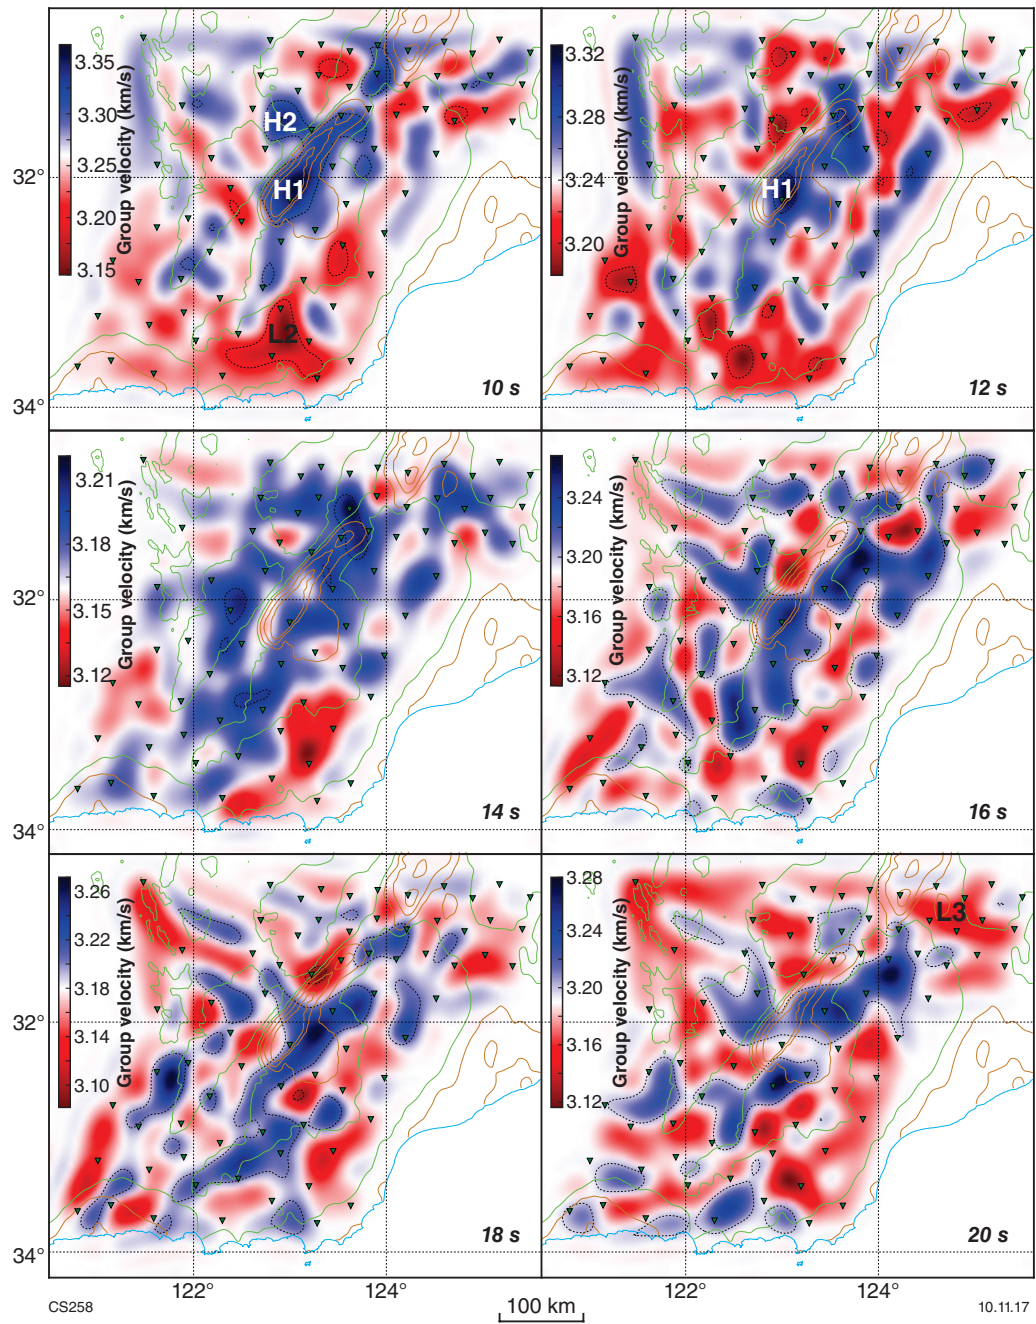 Group velocity (km/s)
3.35
3.30
3.25
3.20
3.15
H2
H1
L2
10 s
32°
34°
Group velocity (km/s)
3.32
3.28
3.24
3.20
H1
12 s
Group velocity (km/s)
3.21
3.18
3.15
3.12
14 s
32°
34°
Group velocity (km/s)
3.24
3.20
3.16
3.12
16 s
Group velocity (km/s)
3.26
3.22
3.18
3.14
3.10
18 s
32°
34°
122°
124°
Group velocity (km/s)
3.28
3.24
3.20
3.16
3.12
L3
20 s
122°
124°
CS258
100 km
10.11.17